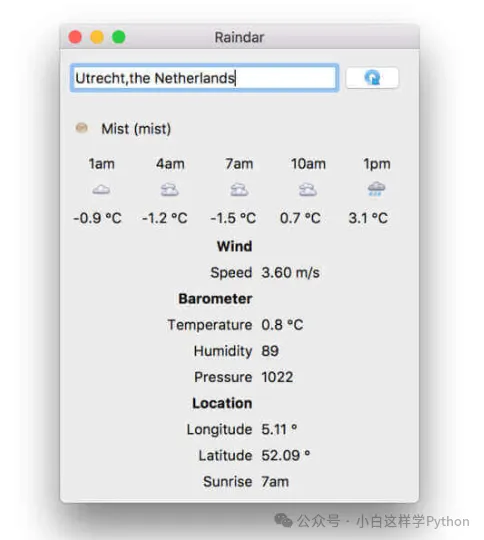 Raindar
Utrecht,the Netherlands
Mist (mist)
1am 4am 7am 10am 1pm
-0.9 °C -1.2 °C -1.5 °C 0.7 °C 3.1 °C
Wind
Speed 3.60 m/s
Barometer
Temperature 0.8 °C
Humidity 89
Pressure 1022
Location
Longitude 5.11 °
Latitude 52.09 °
Sunrise 7am
公众号 · 小白这样学Python